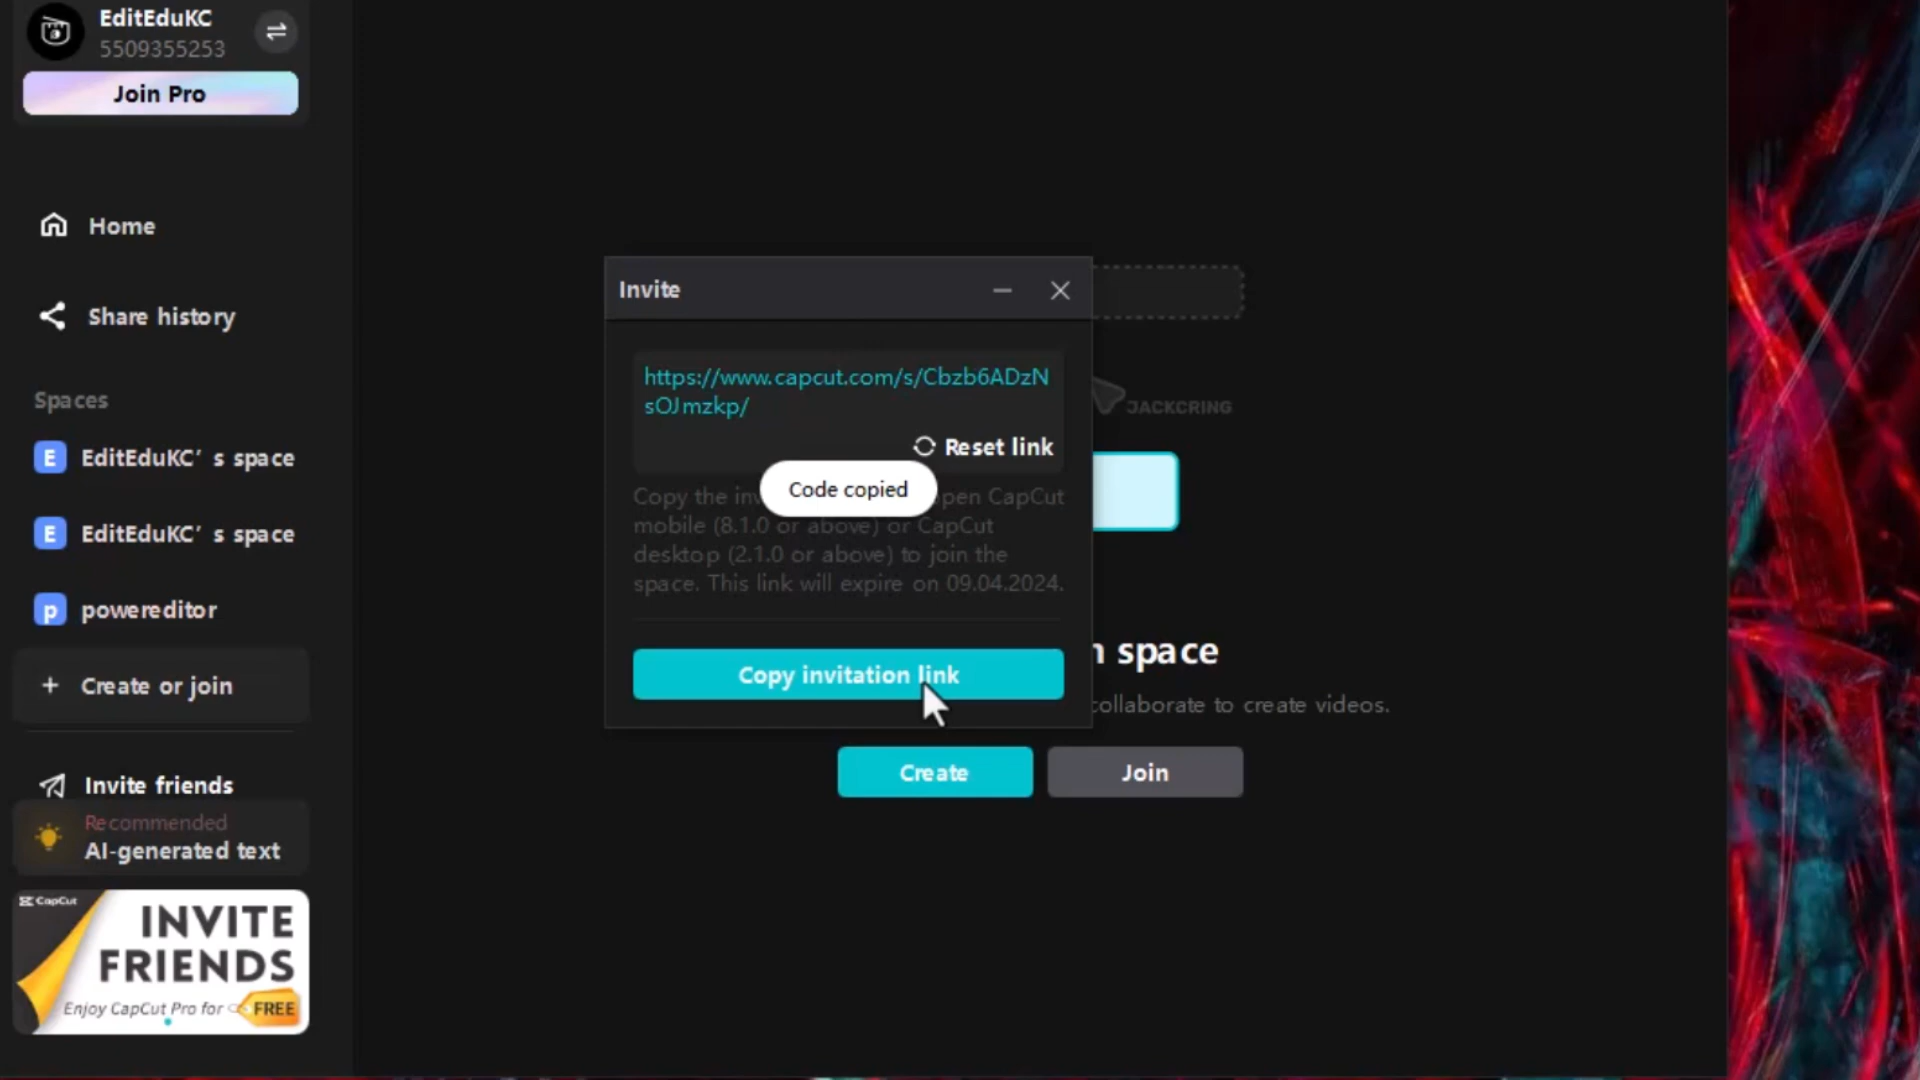 EditEduKC
5509355253
Join Pro
Home
Share history
Spaces
E EditEduKC's space
E EditEduKC's space
p powereditor
+ Create or join
Invite friends
Recommended
AI-generated text
CapCut
INVITE
FRIENDS
Enjoy CapCut Pro for FREE
Invite
https://www.capcut.com/s/Cbzb6ADzN
sOJmzkp/
Reset link
Code copied
Copy the in pen CapCut
mobile (8.1.0 or above) or CapCut
desktop (2.1.0 or above) to join the
space. This link will expire on 09.04.2024.
Copy invitation link
JACKCRING
space
collaborate to create videos.
Create
Join